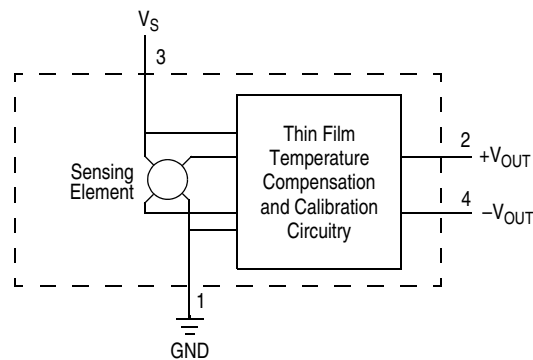 VS
3
Thin Film
Temperature
Compensation
and Calibration
Circuitry
Sensing
Element
2
+VOUT
4
–VOUT
1
GND